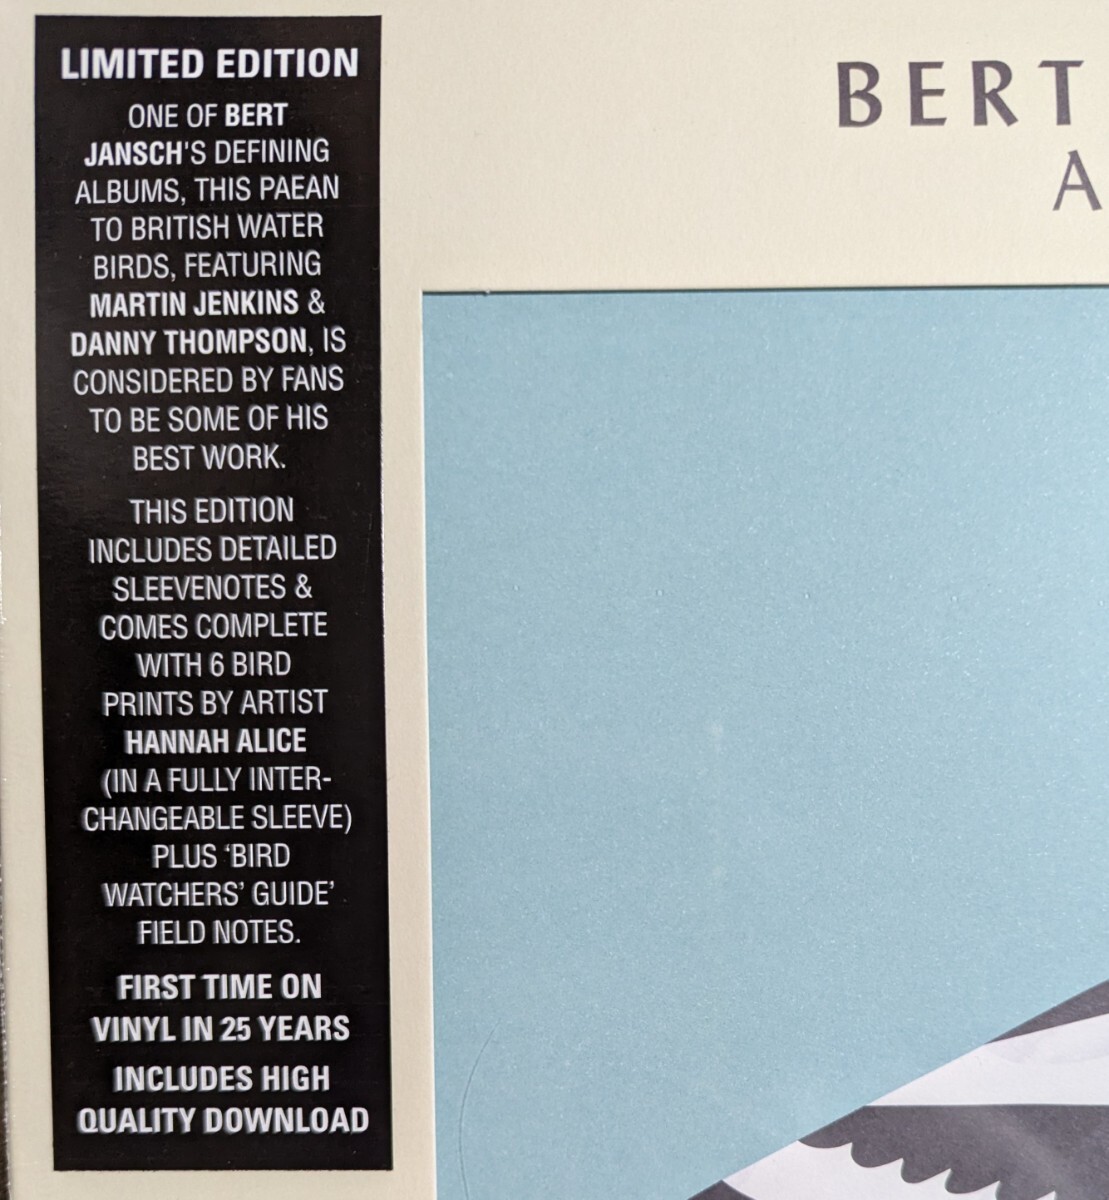 LIMITED EDITION
ONE OF BERT
JANSCH'S DEFINING
ALBUMS, THIS PAEAN
TO BRITISH WATER
BIRDS, FEATURING
MARTIN JENKINS &
DANNY THOMPSON, IS
CONSIDERED BY FANS
TO BE SOME OF HIS
BEST WORK.
THIS EDITION
INCLUDES DETAILED
SLEEVENOTES &
COMES COMPLETE
WITH 6 BIRD
PRINTS BY ARTIST
HANNAH ALICE
(IN A FULLY INTER-
CHANGEABLE SLEEVE)
PLUS ‘BIRD
WATCHERS’ GUIDE’
FIELD NOTES.
FIRST TIME ON
VINYL IN 25 YEARS
INCLUDES HIGH
QUALITY DOWNLOAD
BERT
A